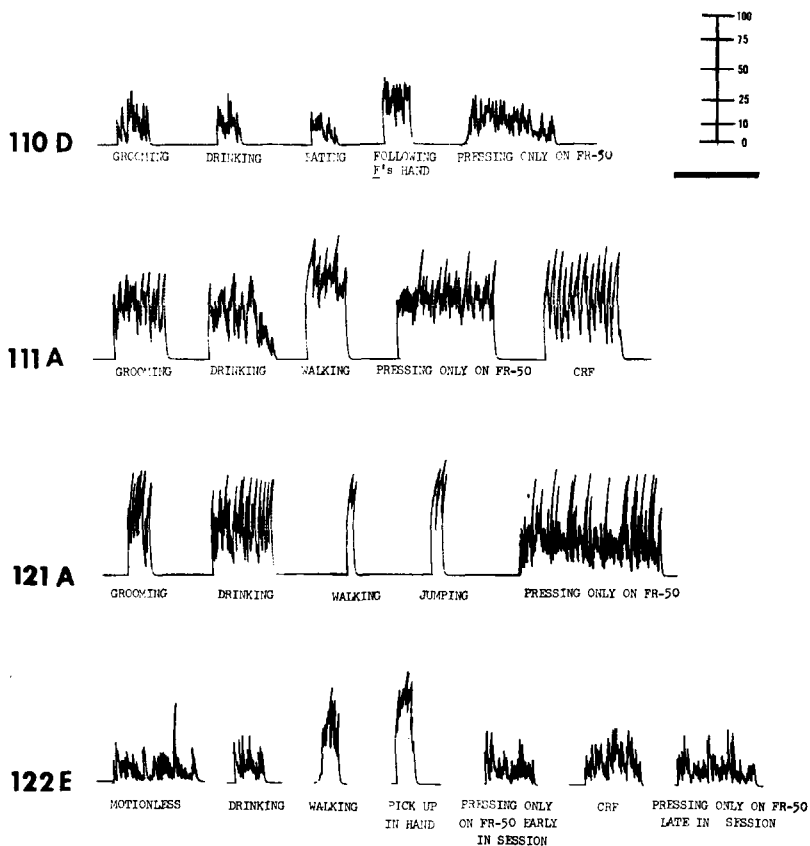 100
75
50
25
10
0
110 D
GROOMING DRINKING EATING FOLLOWING PRESSING ONLY ON FR-50
E's HAND
111 A
GROOMING DRINKING WALKING PRESSING ONLY ON FR-50 CRF
121 A
GROOMING DRINKING WALKING JUMPING PRESSING ONLY ON FR-50
122 E
MOTIONLESS DRINKING WALKING PICK UP PRESSING ONLY CRF PRESSING ONLY ON FR-50
IN HAND ON FR-50 EARLY LATE IN SESSION
IN SESSION